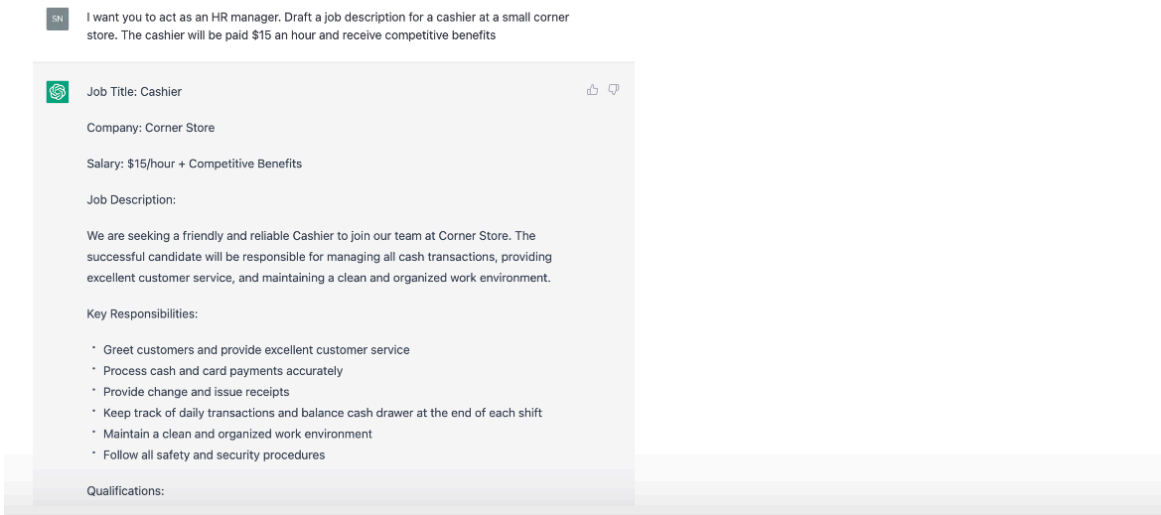 SN
I want you to act as an HR manager. Draft a job description for a cashier at a small corner
store. The cashier will be paid $15 an hour and receive competitive benefits
Job Title: Cashier
Company: Corner Store
Salary: $15/hour + Competitive Benefits
Job Description:
We are seeking a friendly and reliable Cashier to join our team at Corner Store. The
successful candidate will be responsible for managing all cash transactions, providing
excellent customer service, and maintaining a clean and organized work environment.
Key Responsibilities:
• Greet customers and provide excellent customer service
• Process cash and card payments accurately
• Provide change and issue receipts
• Keep track of daily transactions and balance cash drawer at the end of each shift
• Maintain a clean and organized work environment
• Follow all safety and security procedures
Qualifications: